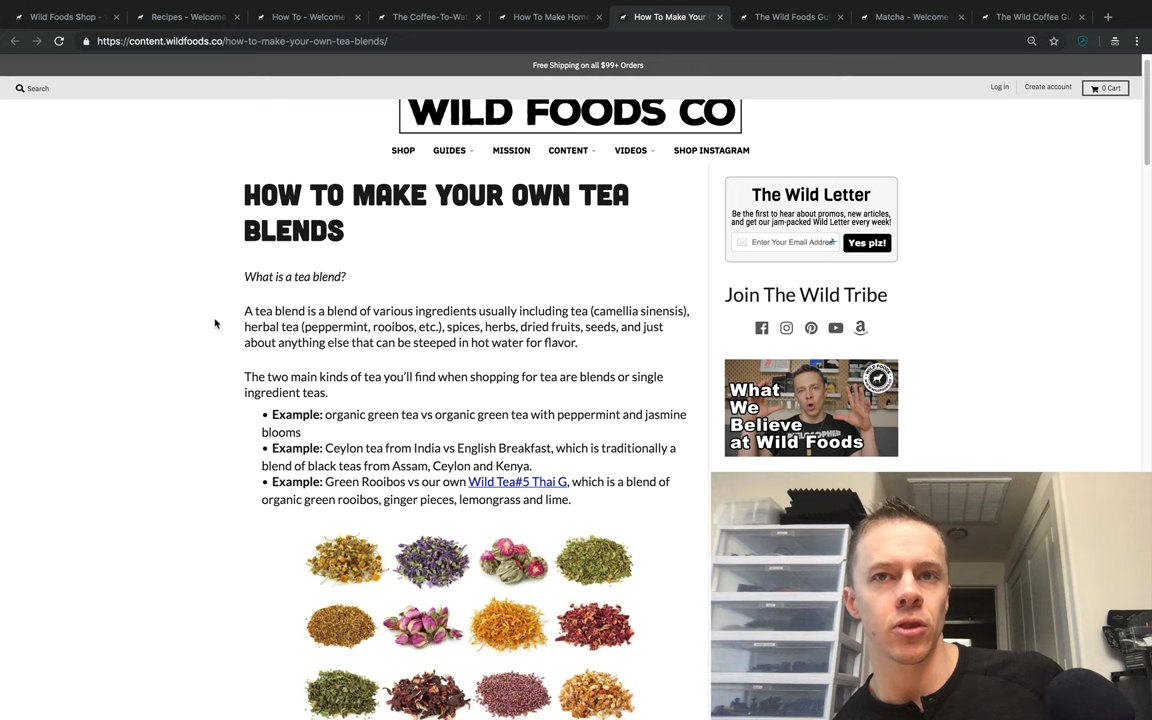 Wild Foods Shop -
Recipes - Welcome
How To - Welcome
The Coffee-To-Wat
How To Make Home
How To Make Your
The Wild Foods Gui
Matcha - Welcome
The Wild Coffee Gu
https://content.wildfoods.co/how-to-make-your-own-tea-blends/
Free Shipping on all $99+ Orders
Search
Log in
Create account
0 Cart
WILD FOODS CO
SHOP GUIDES MISSION CONTENT VIDEOS SHOP INSTAGRAM
HOW TO MAKE YOUR OWN TEA
BLENDS
What is a tea blend?
A tea blend is a blend of various ingredients usually including tea (camellia sinensis),
herbal tea (peppermint, rooibos, etc.), spices, herbs, dried fruits, seeds, and just
about anything else that can be steeped in hot water for flavor.
The two main kinds of tea you'll find when shopping for tea are blends or single
ingredient teas.
• Example: organic green tea vs organic green tea with peppermint and jasmine
blooms
• Example: Ceylon tea from India vs English Breakfast, which is traditionally a
blend of black teas from Assam, Ceylon and Kenya.
• Example: Green Rooibos vs our own Wild Tea#5 Thai G, which is a blend of
organic green rooibos, ginger pieces, lemongrass and lime.
The Wild Letter
Be the first to hear about promos, new articles,
and get our jam-packed Wild Letter every week!
Enter Your Email Address
Yes plz!
Join The Wild Tribe
What
We
Believe
at Wild Foods
WILD FOODS